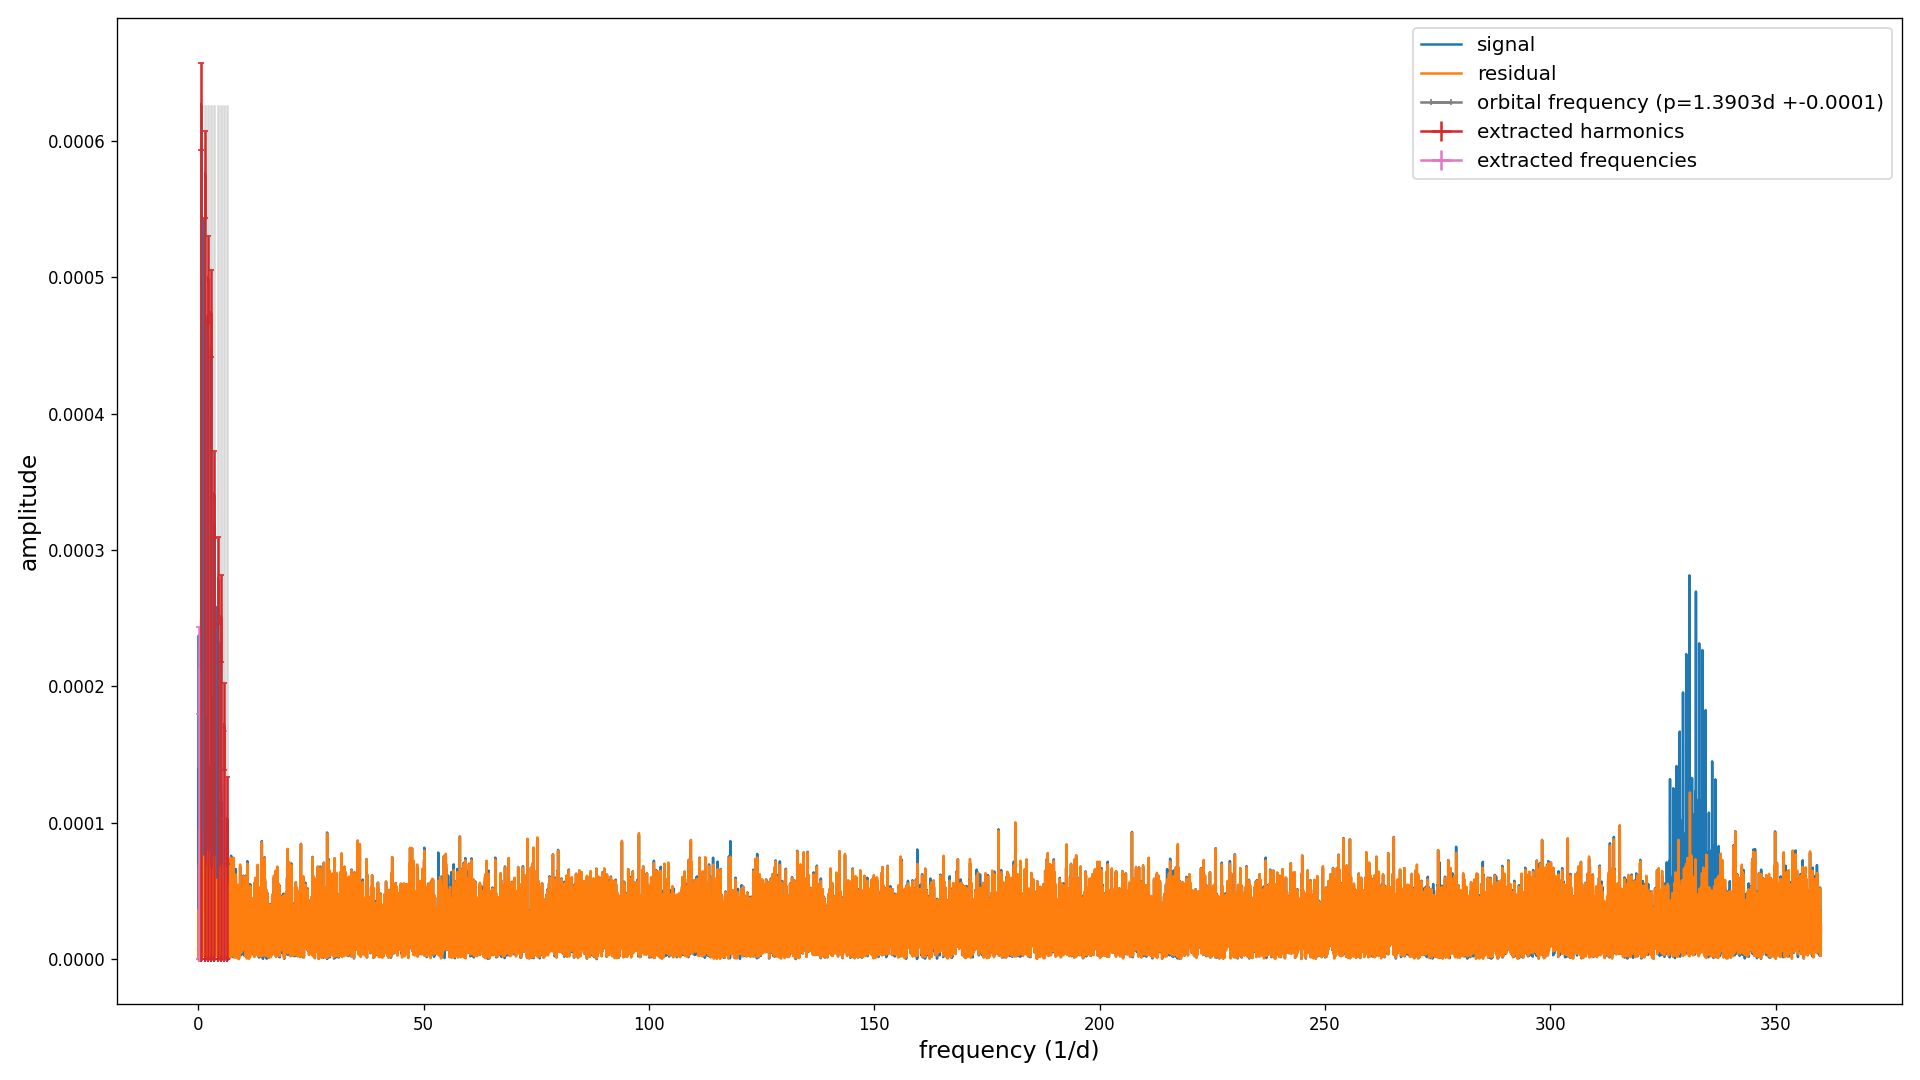 signal
residual
orbital frequency (p=1.3903d +-0.0001)
extracted harmonics
extracted frequencies
amplitude
0.0006
0.0005
0.0004
0.0003
0.0002
0.0001
0.0000
0 50 100 150 200 250 300 350
frequency (1/d)